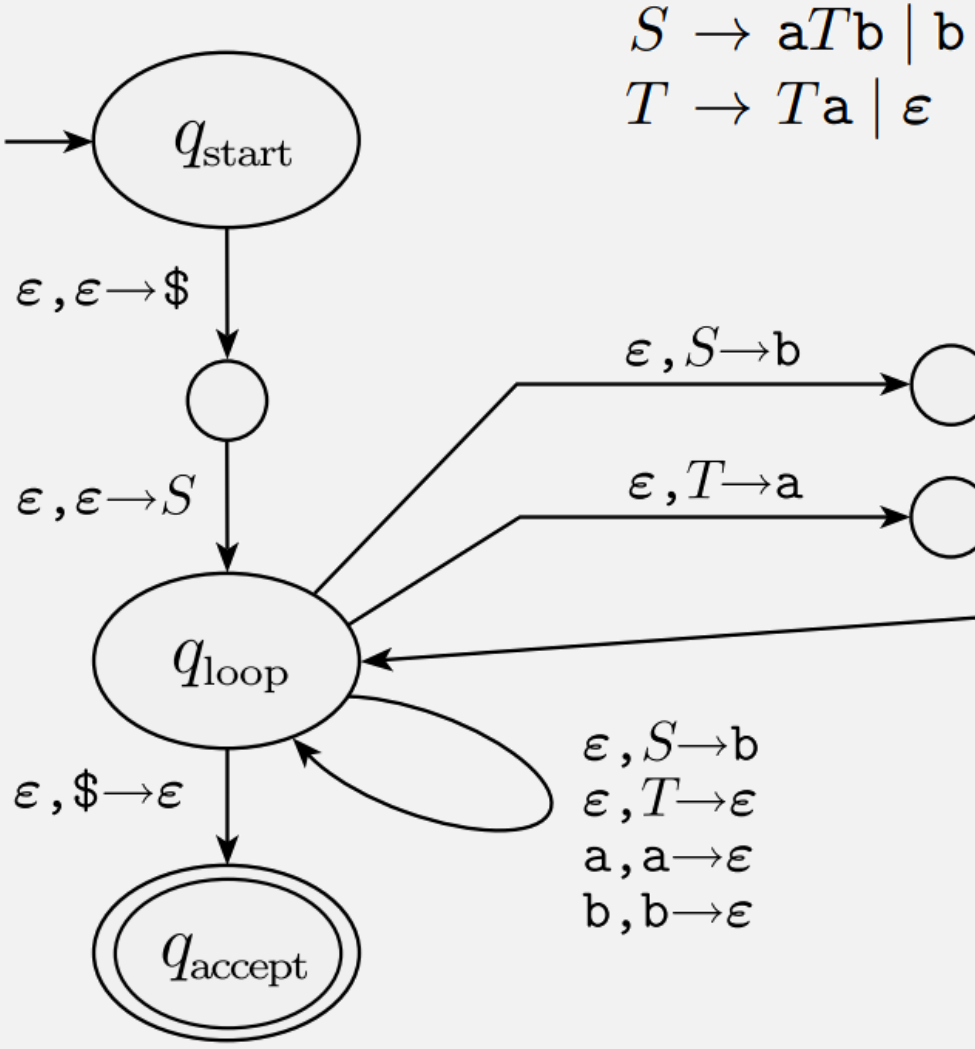 S → aTb | b
T → Ta | ε
q_start
ε,ε→$
ε,S→b
ε,T→a
ε,ε→S
q_loop
ε,S→b
ε,T→ε
a,a→ε
b,b→ε
ε,$→ε
q_accept